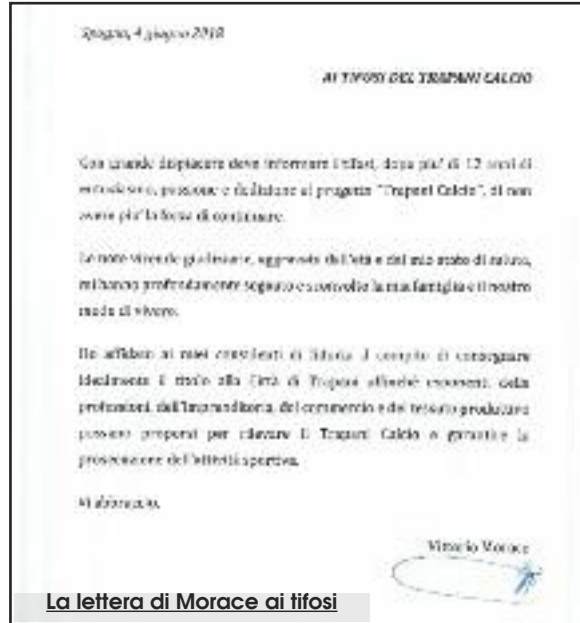 Spagna, 4 giugno 2018
AI TIFOSI DEL TRAPANI CALCIO
Con grande dispiacere devo informare i tifosi, dopo piu' di 12 anni di
entusiasmo, passione e dedizione al progetto "Trapani Calcio", di non
avere piu' la forza di continuare.
Le note vicende giudiziarie, aggravate dall'età e dal mio stato di salute,
mi hanno profondamente segnato e sconvolto la mia famiglia e il nostro
modo di vivere.
Ho affidato ai miei consulenti di fiducia il compito di consegnare
idealmente il titolo alla Città di Trapani affinché esponenti delle
professioni, dell'imprenditoria, del commercio e del tessuto produttivo
possano proporsi per rilevare il Trapani Calcio e garantire la
prosecuzione dell'attività sportiva.
Vi abbraccio.
Vittorio Morace
La lettera di Morace ai tifosi